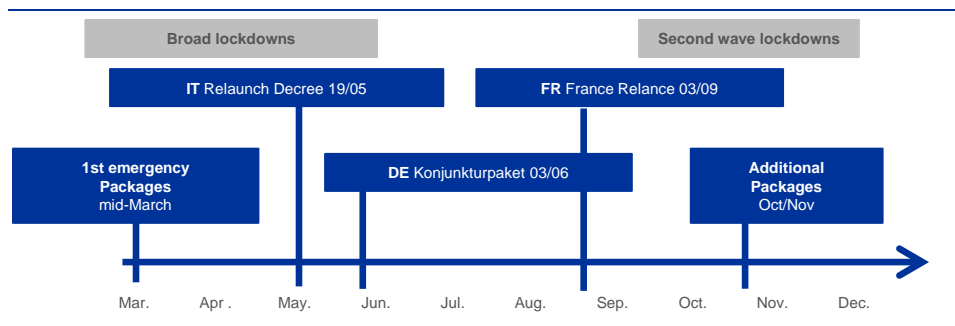 Broad lockdowns
Second wave lockdowns
IT Relaunch Decree 19/05
FR France Relance 03/09
1st emergency
Packages
mid-March
DE Konjunkturpaket 03/06
Additional
Packages
Oct/Nov
Mar. Apr . May. Jun. Jul. Aug. Sep. Oct. Nov. Dec.